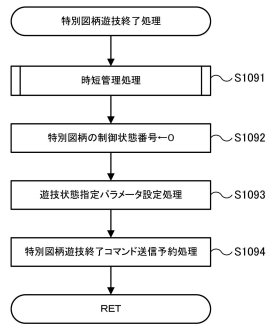 特別図柄遊技終了処理
時短管理処理
S1091
特別図柄の制御状態番号←0
S1092
遊技状態指定パラメータ設定処理
S1093
特別図柄遊技終了コマンド送信予約処理
S1094
RET